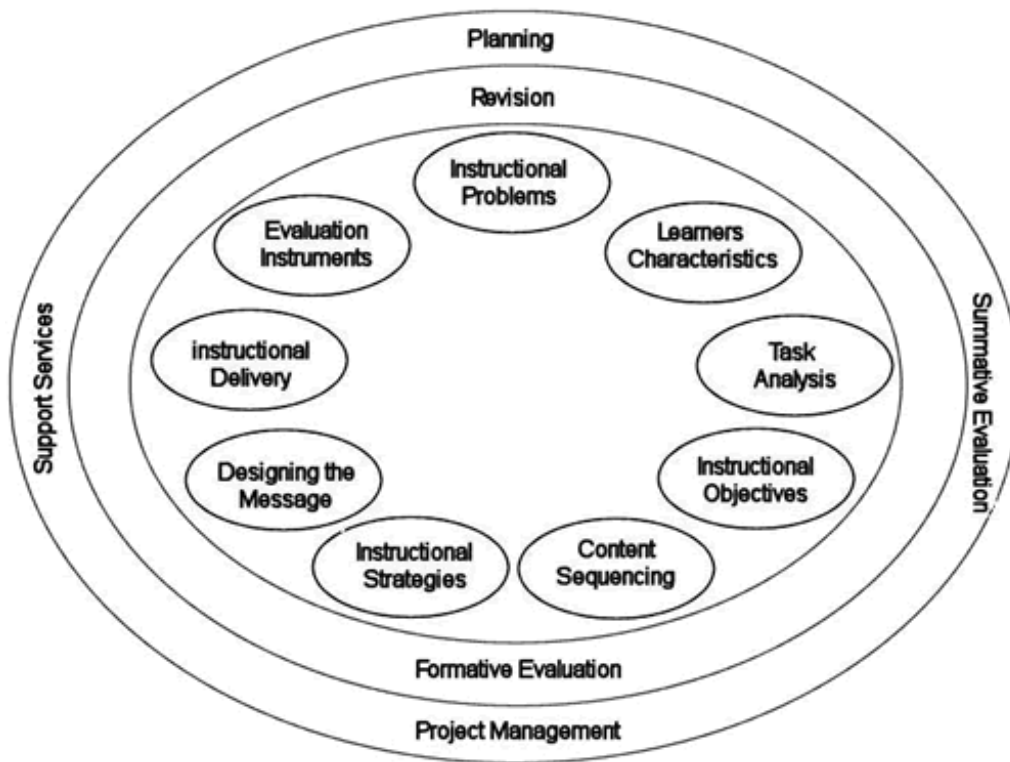 Planning
Revision
Instructional
Problems
Learners
Characteristics
Task
Analysis
Instructional
Objectives
Content
Sequencing
Instructional
Strategies
Designing the
Message
instructional
Delivery
Evaluation
Instruments
Support Services
Summative Evaluation
Formative Evaluation
Project Management